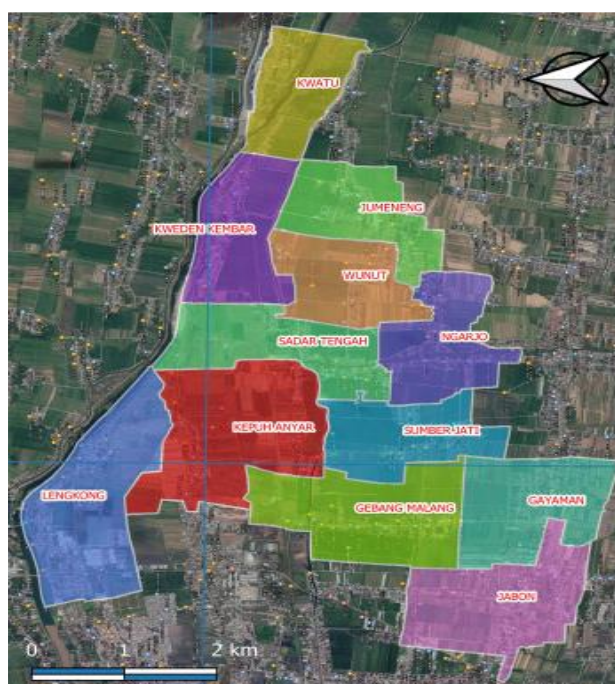 KWATU
JUMENENG
KWEDEN KEMBAR
WUNUT
SADAR TENGAH
NGARJO
KEPUH ANYAR
SUMBER JATI
LENGKONG
GEBANG MALANG
GAYAMAN
JABON
0 1 2 km